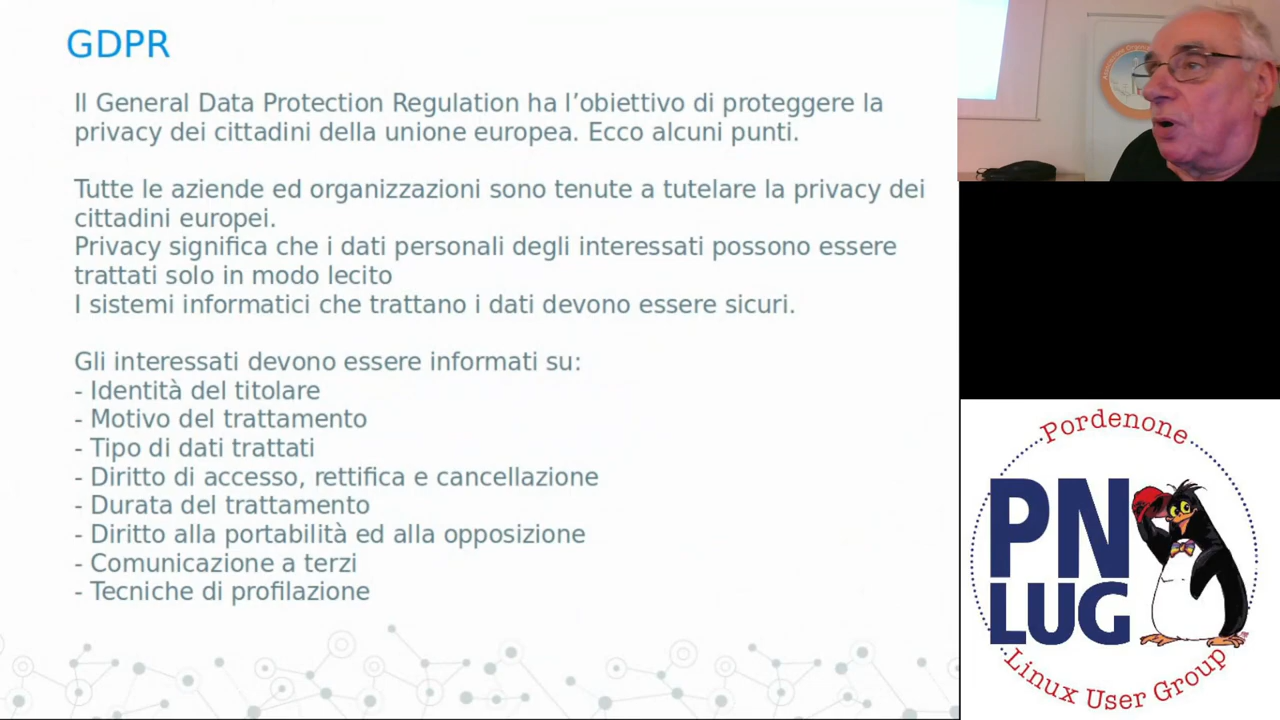 GDPR
Il General Data Protection Regulation ha l’obiettivo di proteggere la
privacy dei cittadini della unione europea. Ecco alcuni punti.
Tutte le aziende ed organizzazioni sono tenute a tutelare la privacy dei
cittadini europei.
Privacy significa che i dati personali degli interessati possono essere
trattati solo in modo lecito
I sistemi informatici che trattano i dati devono essere sicuri.
Gli interessati devono essere informati su:
- Identità del titolare
- Motivo del trattamento
- Tipo di dati trattati
- Diritto di accesso, rettifica e cancellazione
- Durata del trattamento
- Diritto alla portabilità ed alla opposizione
- Comunicazione a terzi
- Tecniche di profilazione
Pordenone
PN
LUG
Linux User Group